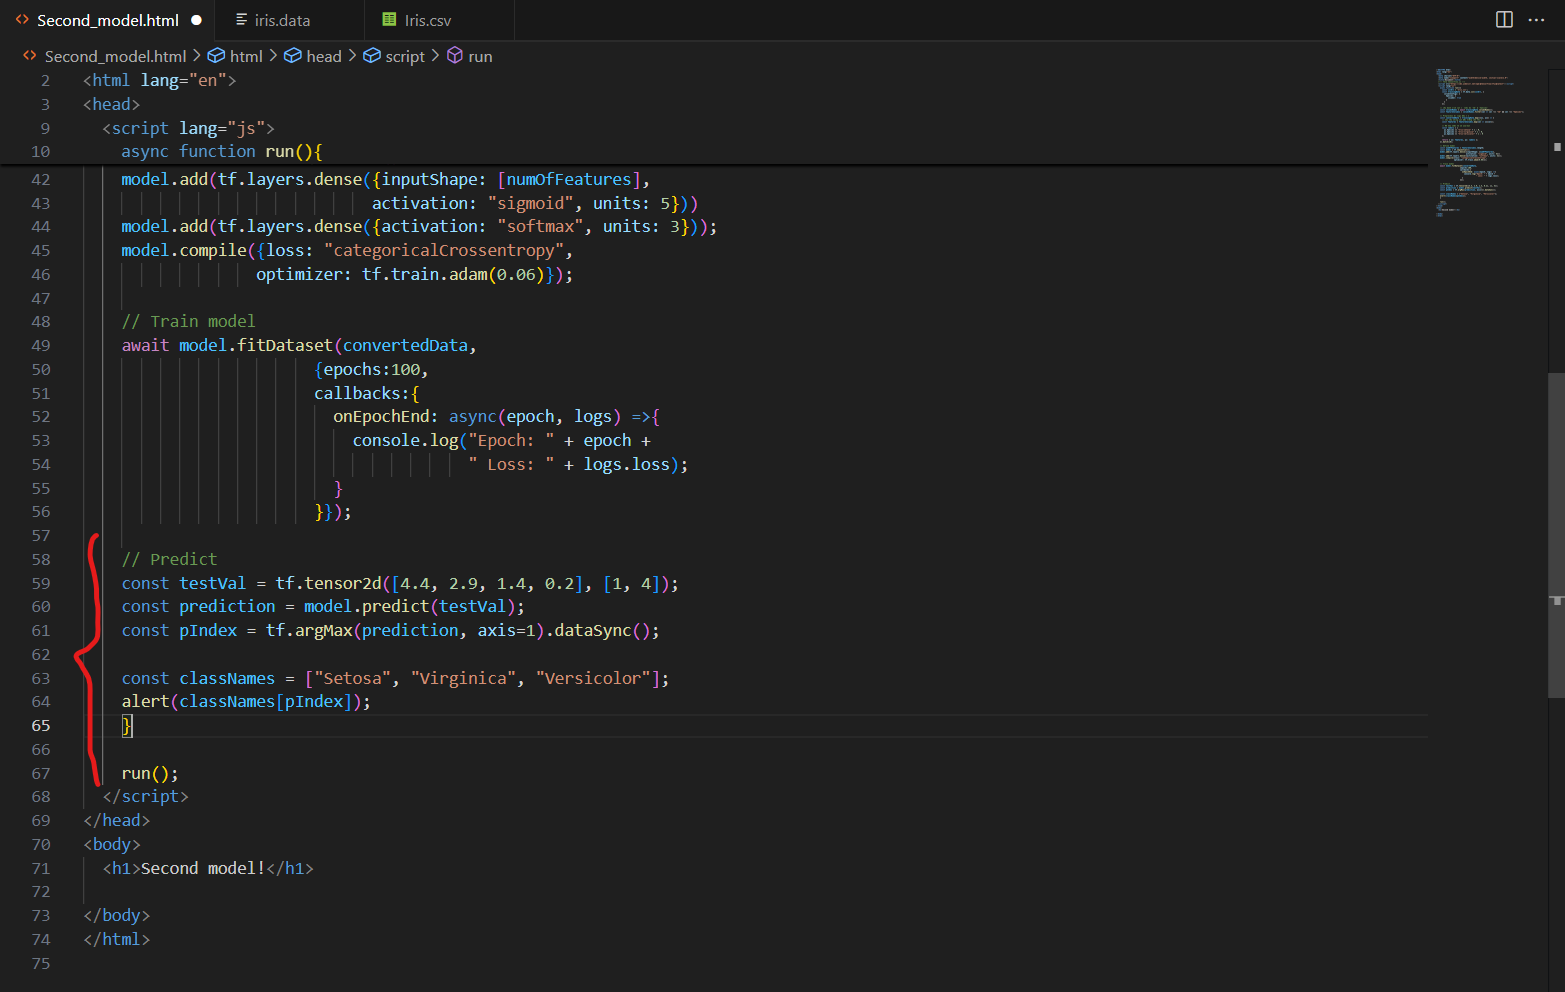 Second_model.html iris.data Iris.csv
Second_model.html > html > head > script > run
2 <html lang="en">
3 <head>
9 <script lang="js">
10 async function run(){
42 model.add(tf.layers.dense({inputShape: [numOfFeatures],
43 activation: "sigmoid", units: 5}))
44 model.add(tf.layers.dense({activation: "softmax", units: 3}));
45 model.compile({loss: "categoricalCrossentropy",
46 optimizer: tf.train.adam(0.06)});
47
48 // Train model
49 await model.fitDataset(convertedData,
50 {epochs:100,
51 callbacks:{
52 onEpochEnd: async(epoch, logs) =>{
53 console.log("Epoch: " + epoch +
54 " Loss: " + logs.loss);
55 }
56 }});
57
58 // Predict
59 const testVal = tf.tensor2d([4.4, 2.9, 1.4, 0.2], [1, 4]);
60 const prediction = model.predict(testVal);
61 const pIndex = tf.argMax(prediction, axis=1).dataSync();
62
63 const classNames = ["Setosa", "Virginica", "Versicolor"];
64 alert(classNames[pIndex]);
65 }
66
67 run();
68 </script>
69 </head>
70 <body>
71 <h1>Second model!</h1>
72
73 </body>
74 </html>
75